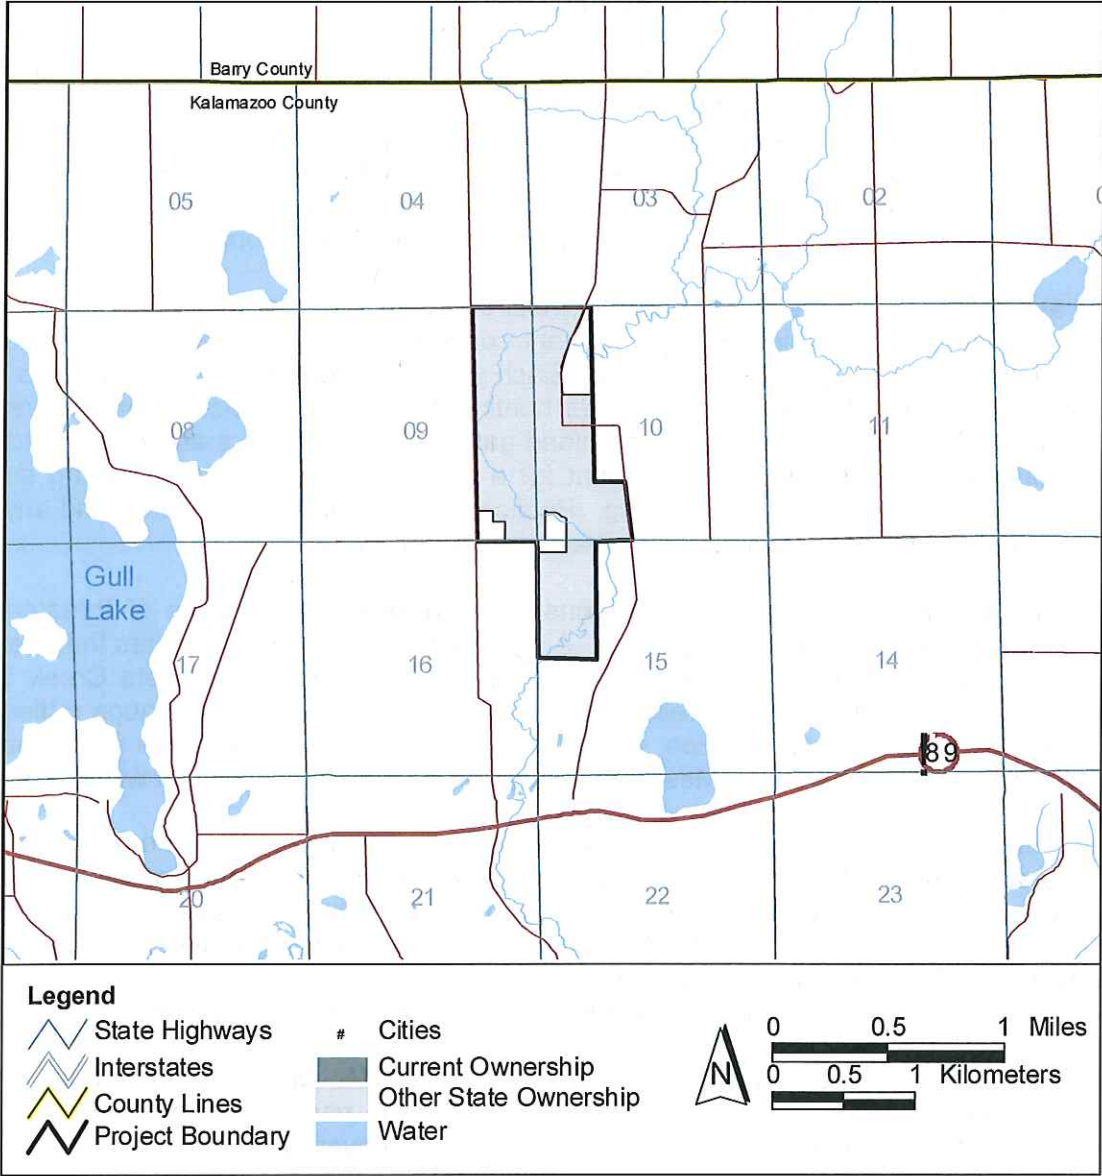 Barry County
Kalamazoo County
05
04
03
02
08
09
10
11
Gull
Lake
17
16
15
14
89
20
21
22
23
Legend
State Highways
Interstates
County Lines
Project Boundary
# Cities
Current Ownership
Other State Ownership
Water
N
0 0.5 1 Miles
0 0.5 1 Kilometers